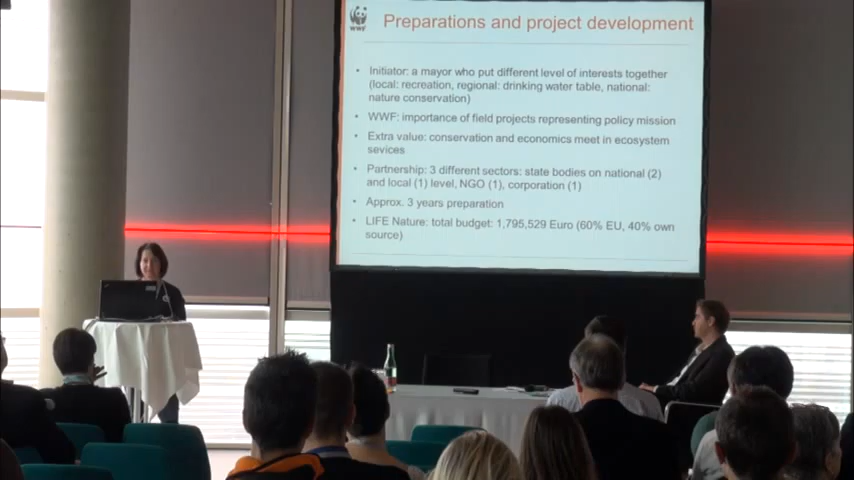 WWF
Preparations and project development
• Initiator: a mayor who put different level of interests together
(local: recreation, regional: drinking water table, national:
nature conservation)
• WWF: importance of field projects representing policy mission
• Extra value: conservation and economics meet in ecosystem
sevices
• Partnership: 3 different sectors: state bodies on national (2)
and local (1) level, NGO (1), corporation (1)
• Approx. 3 years preparation
• LIFE Nature: total budget: 1,795,529 Euro (60% EU, 40% own
source)